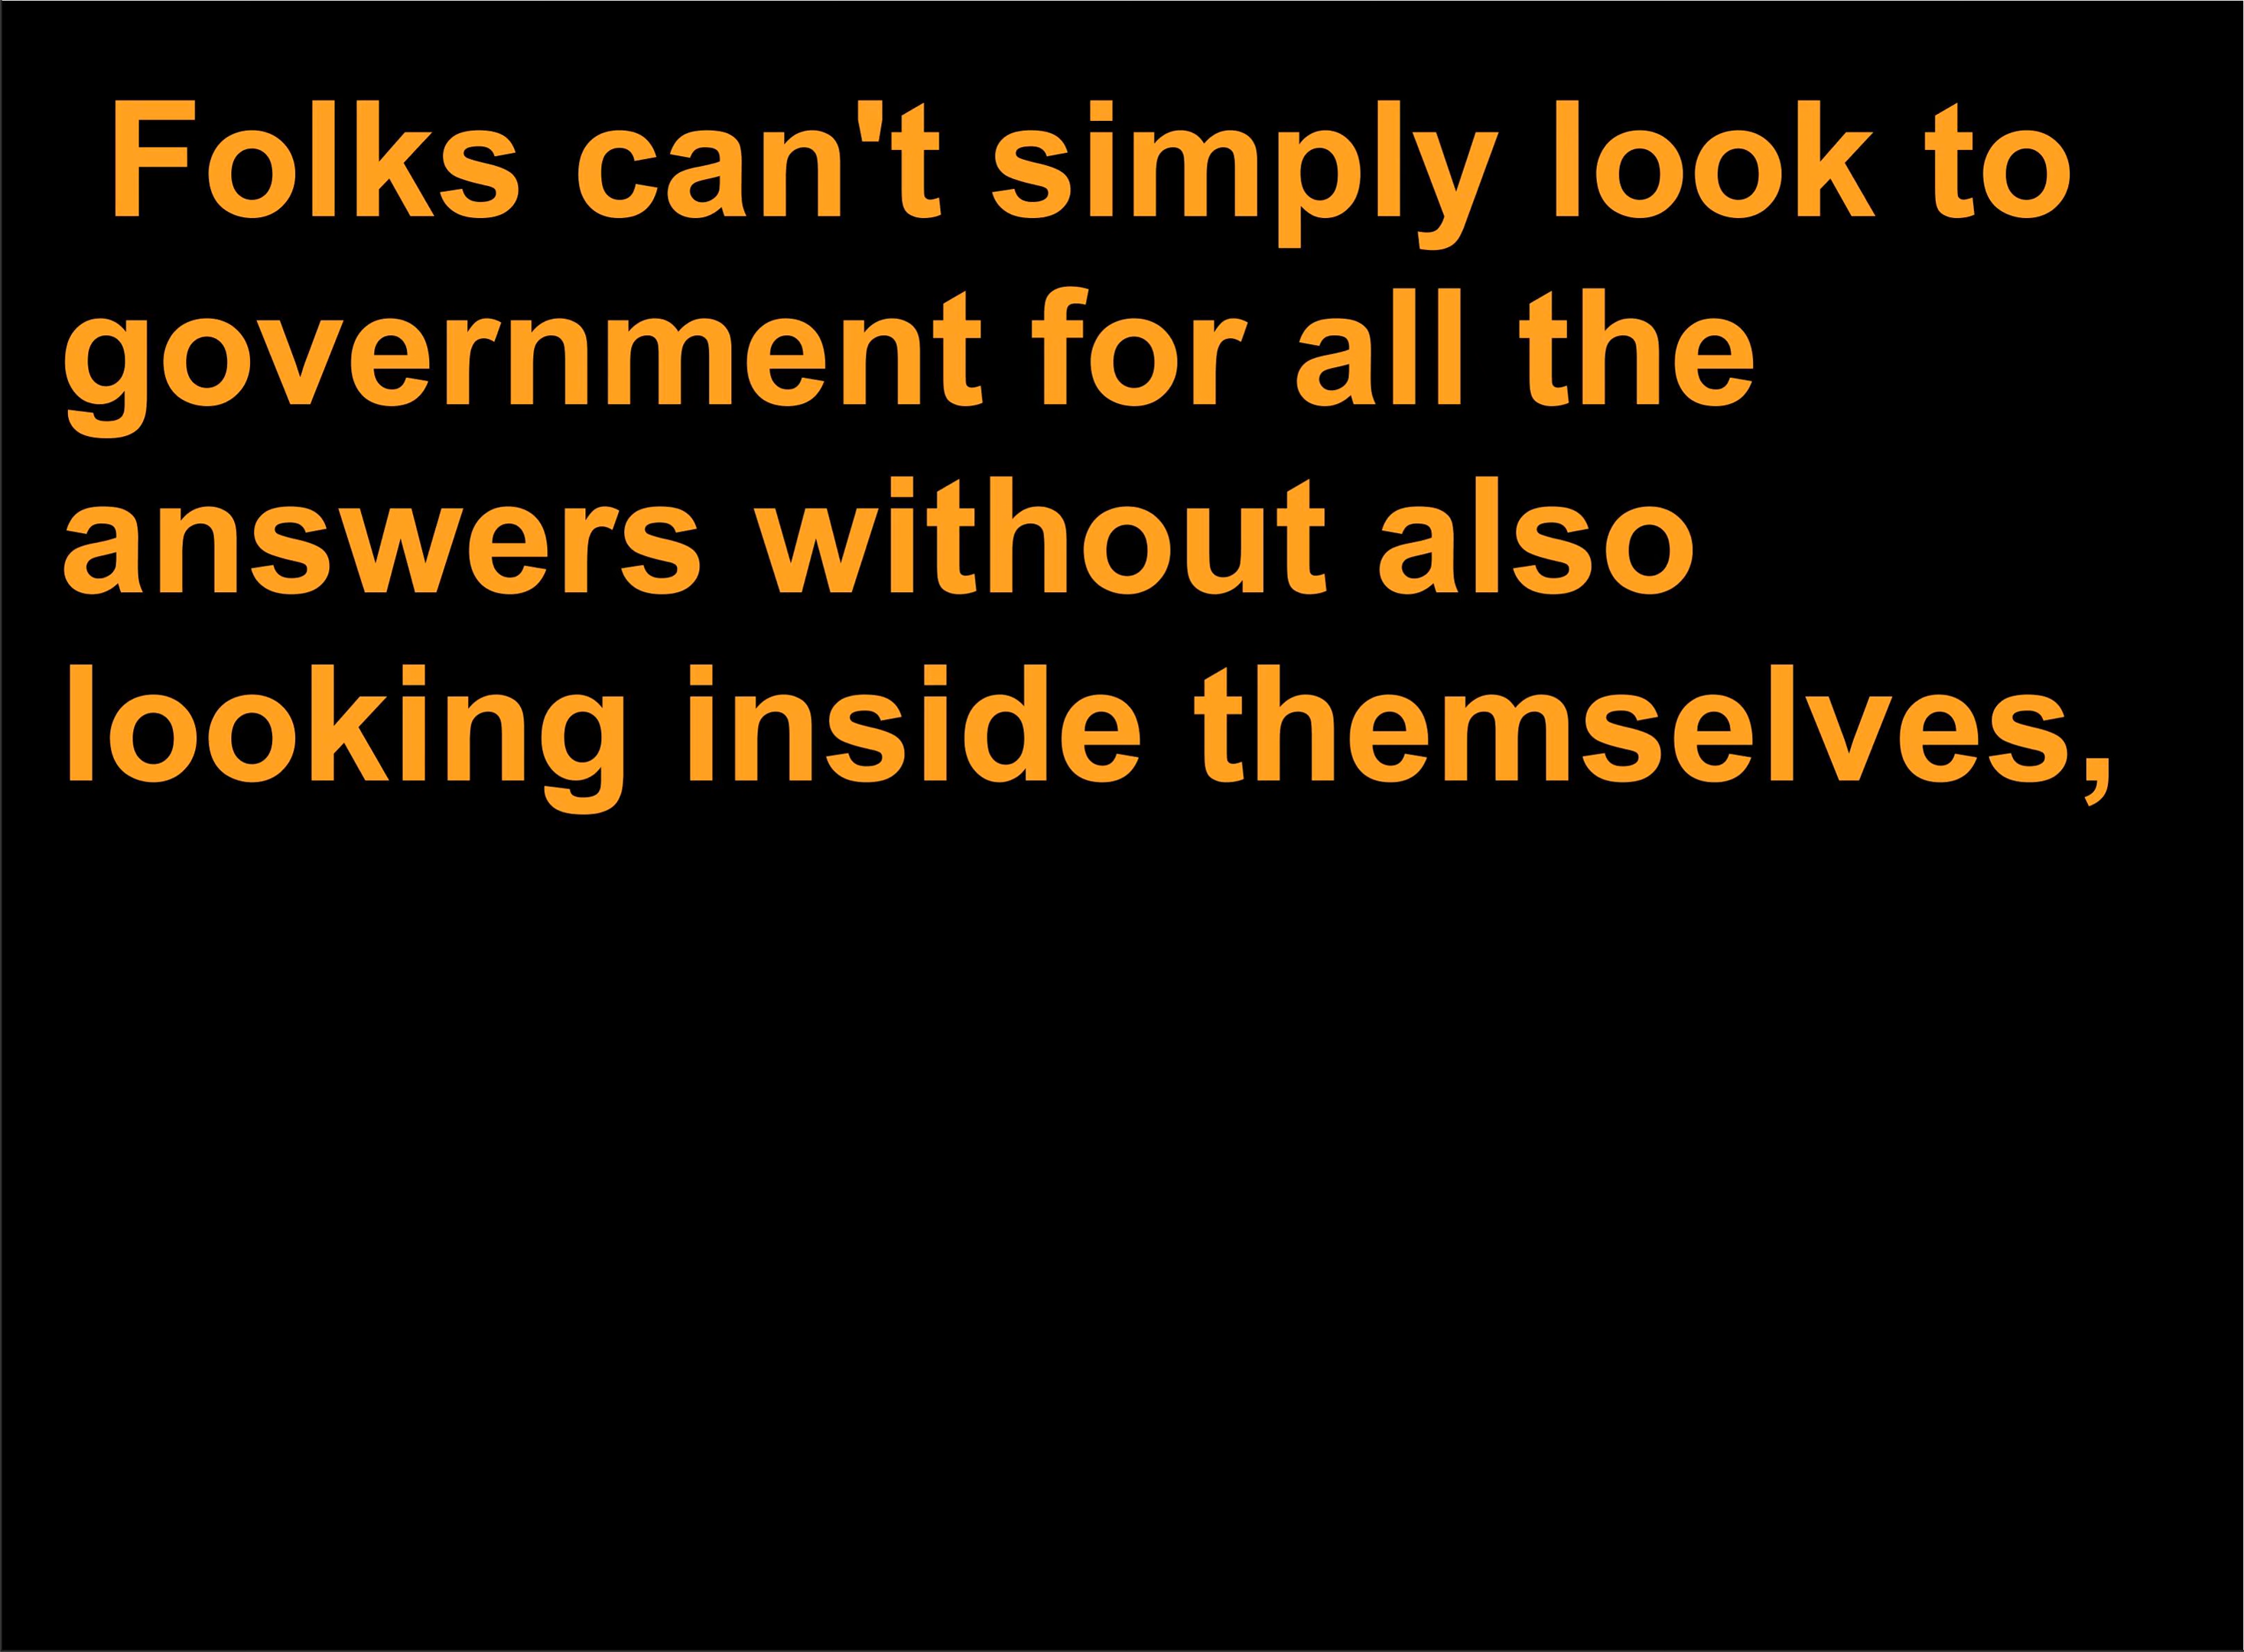 Folks can't simply look to
government for all the
answers without also
looking inside themselves,